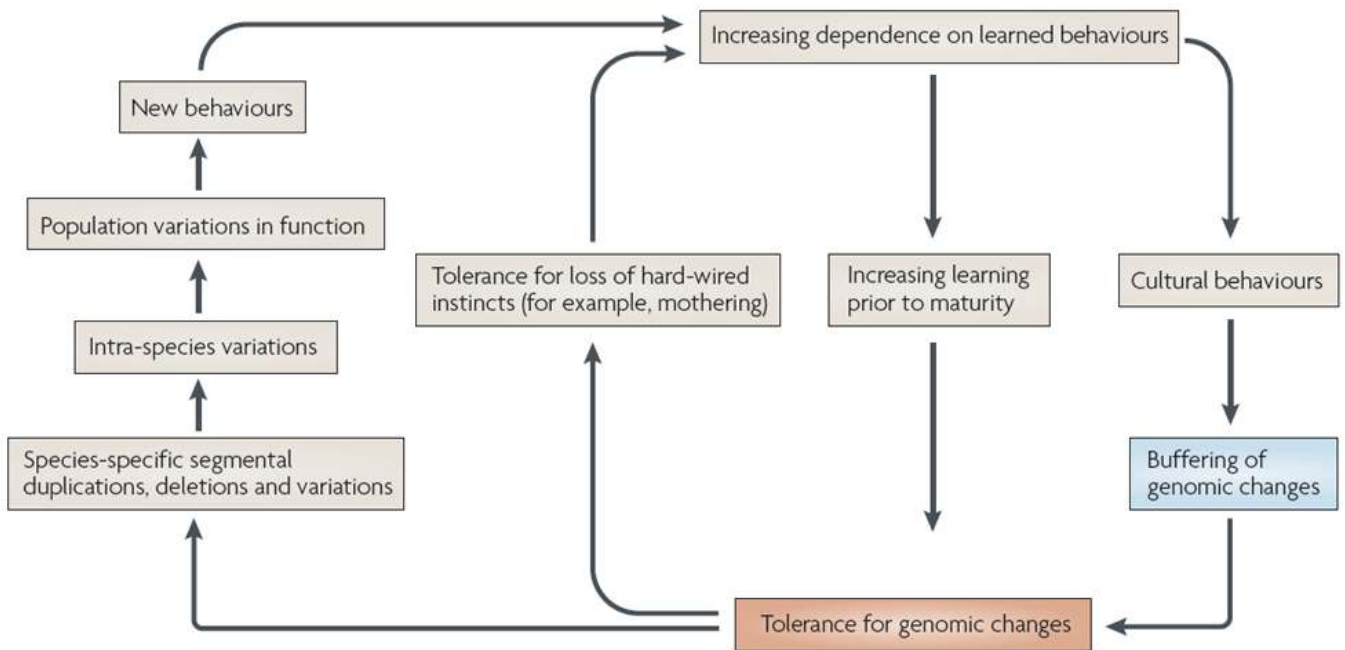 Increasing dependence on learned behaviours
New behaviours
Population variations in function
Tolerance for loss of hard-wired
instincts (for example, mothering)
Increasing learning
prior to maturity
Cultural behaviours
Intra-species variations
Species-specific segmental
duplications, deletions and variations
Buffering of
genomic changes
Tolerance for genomic changes